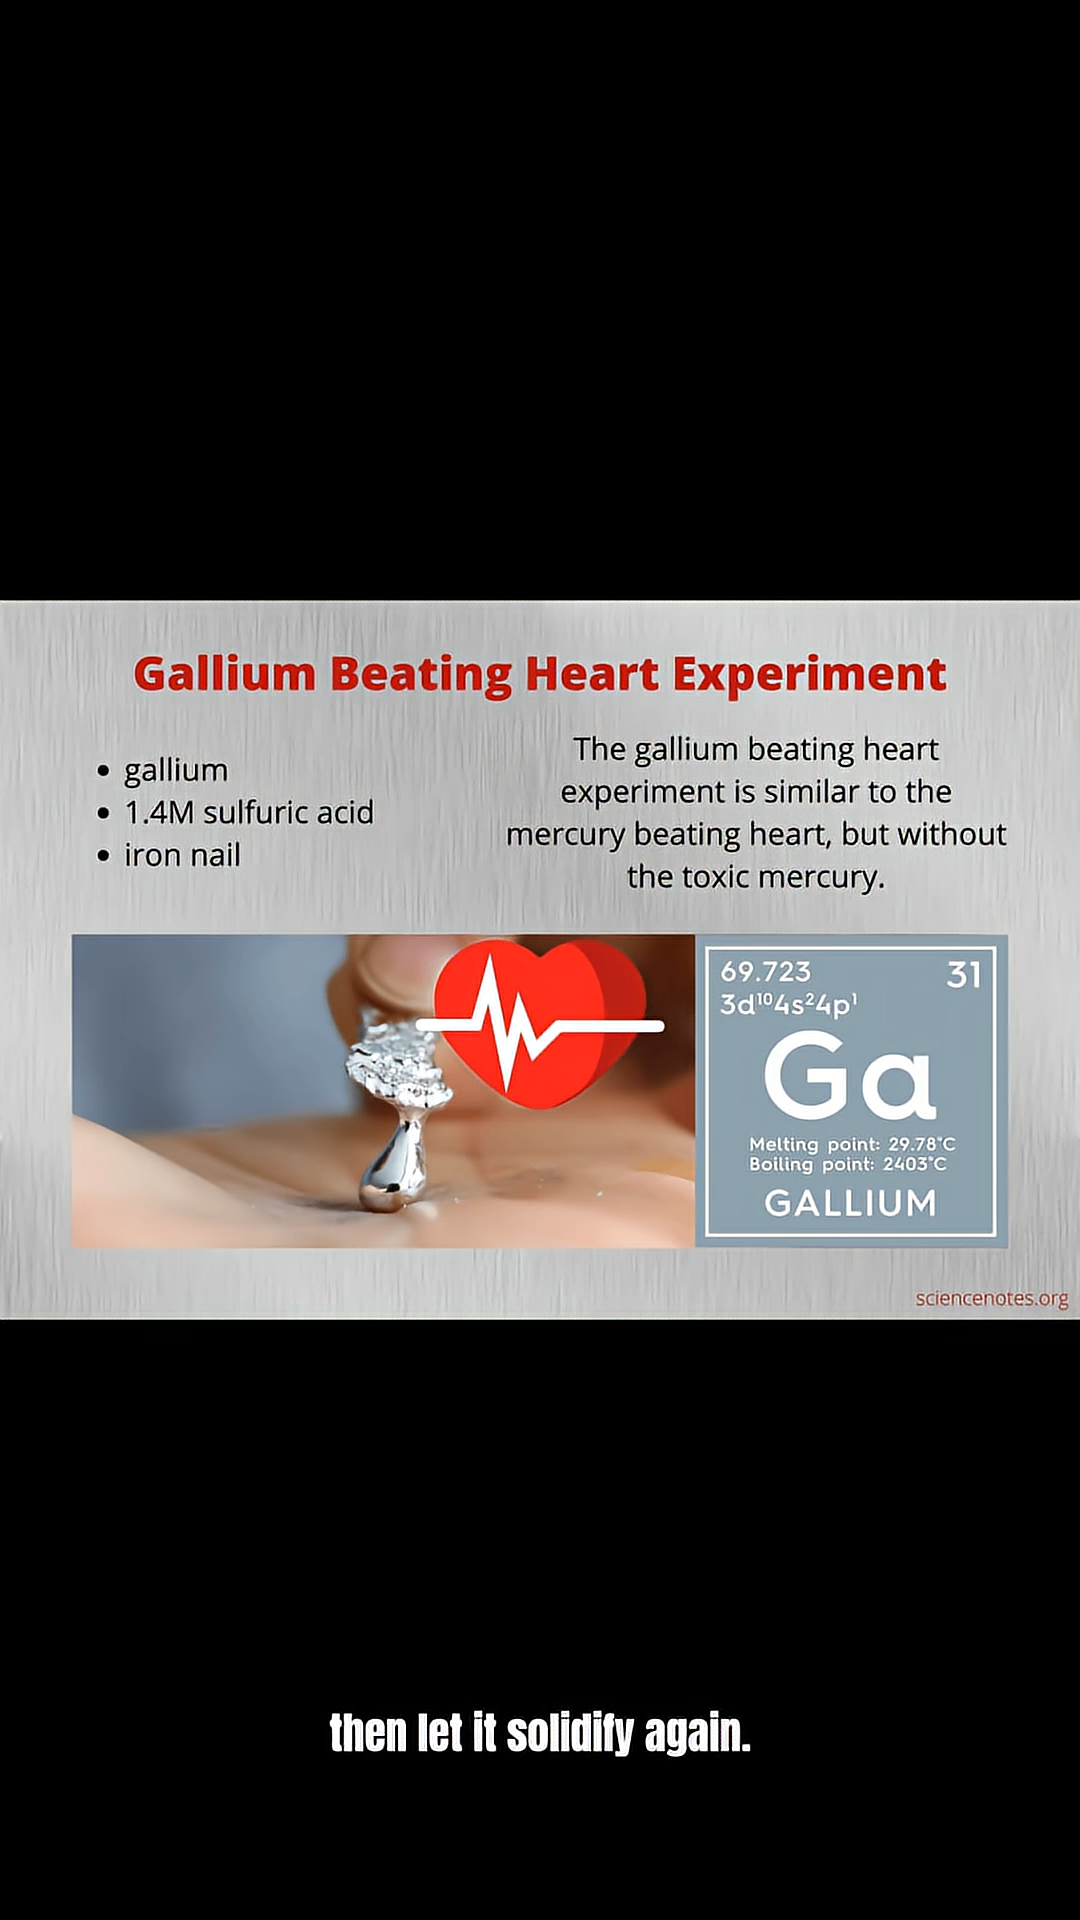 Gallium Beating Heart Experiment
• gallium
• 1.4M sulfuric acid
• iron nail
The gallium beating heart
experiment is similar to the
mercury beating heart, but without
the toxic mercury.
69.723
31
3d¹⁰4s²4p¹
Ga
Melting point: 29.78°C
Boiling point: 2403°C
GALLIUM
sciencenotes.org
then let it solidify again.